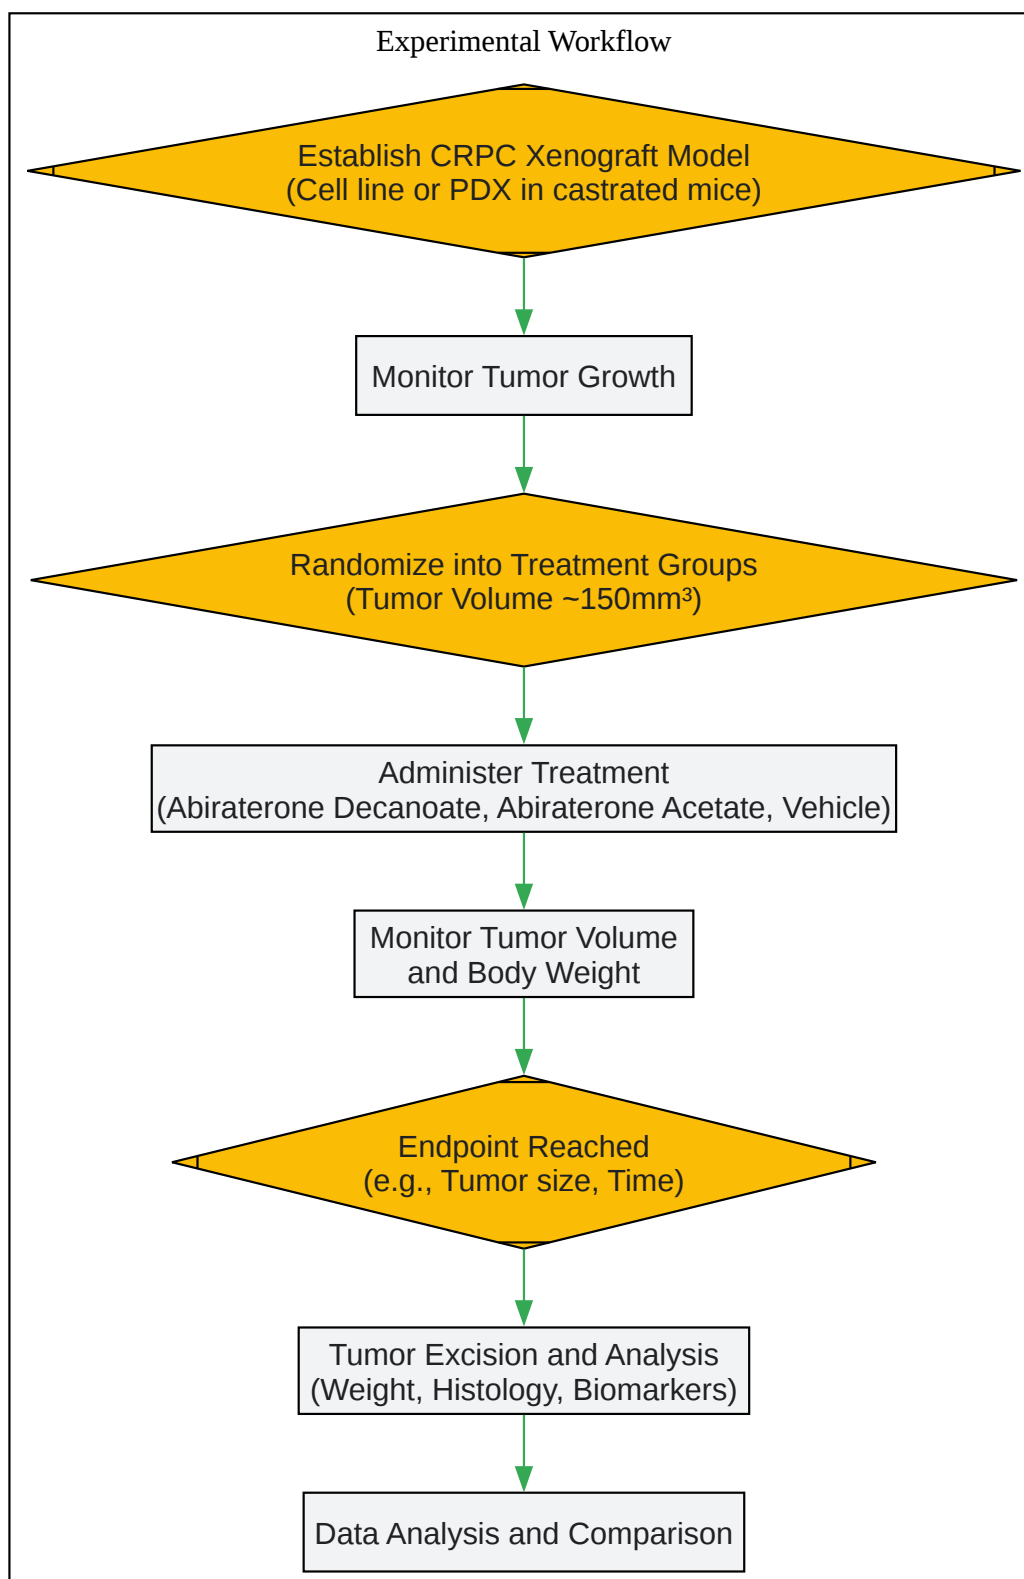 Experimental Workflow
Establish CRPC Xenograft Model
(Cell line or PDX in castrated mice)
Monitor Tumor Growth
Randomize into Treatment Groups
(Tumor Volume ~150mm³)
Administer Treatment
(Abiraterone Decanoate, Abiraterone Acetate, Vehicle)
Monitor Tumor Volume
and Body Weight
Endpoint Reached
(e.g., Tumor size, Time)
Tumor Excision and Analysis
(Weight, Histology, Biomarkers)
Data Analysis and Comparison